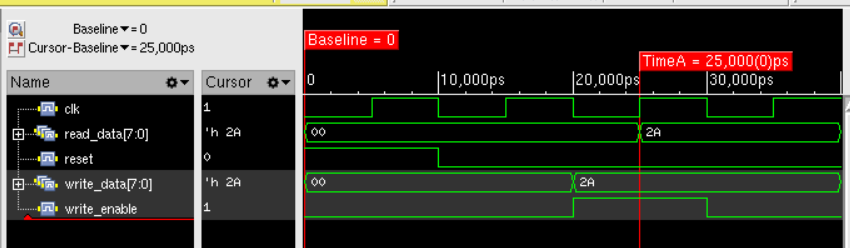 Baseline▼= 0
Cursor-Baseline▼= 25,000ps
Baseline = 0
TimeA = 25,000(0)ps
Name Cursor 0 10,000ps 20,000ps 30,000ps
clk 1
read_data[7:0] 'h 2A 00 2A
reset 0
write_data[7:0] 'h 2A 00 2A
write_enable 1